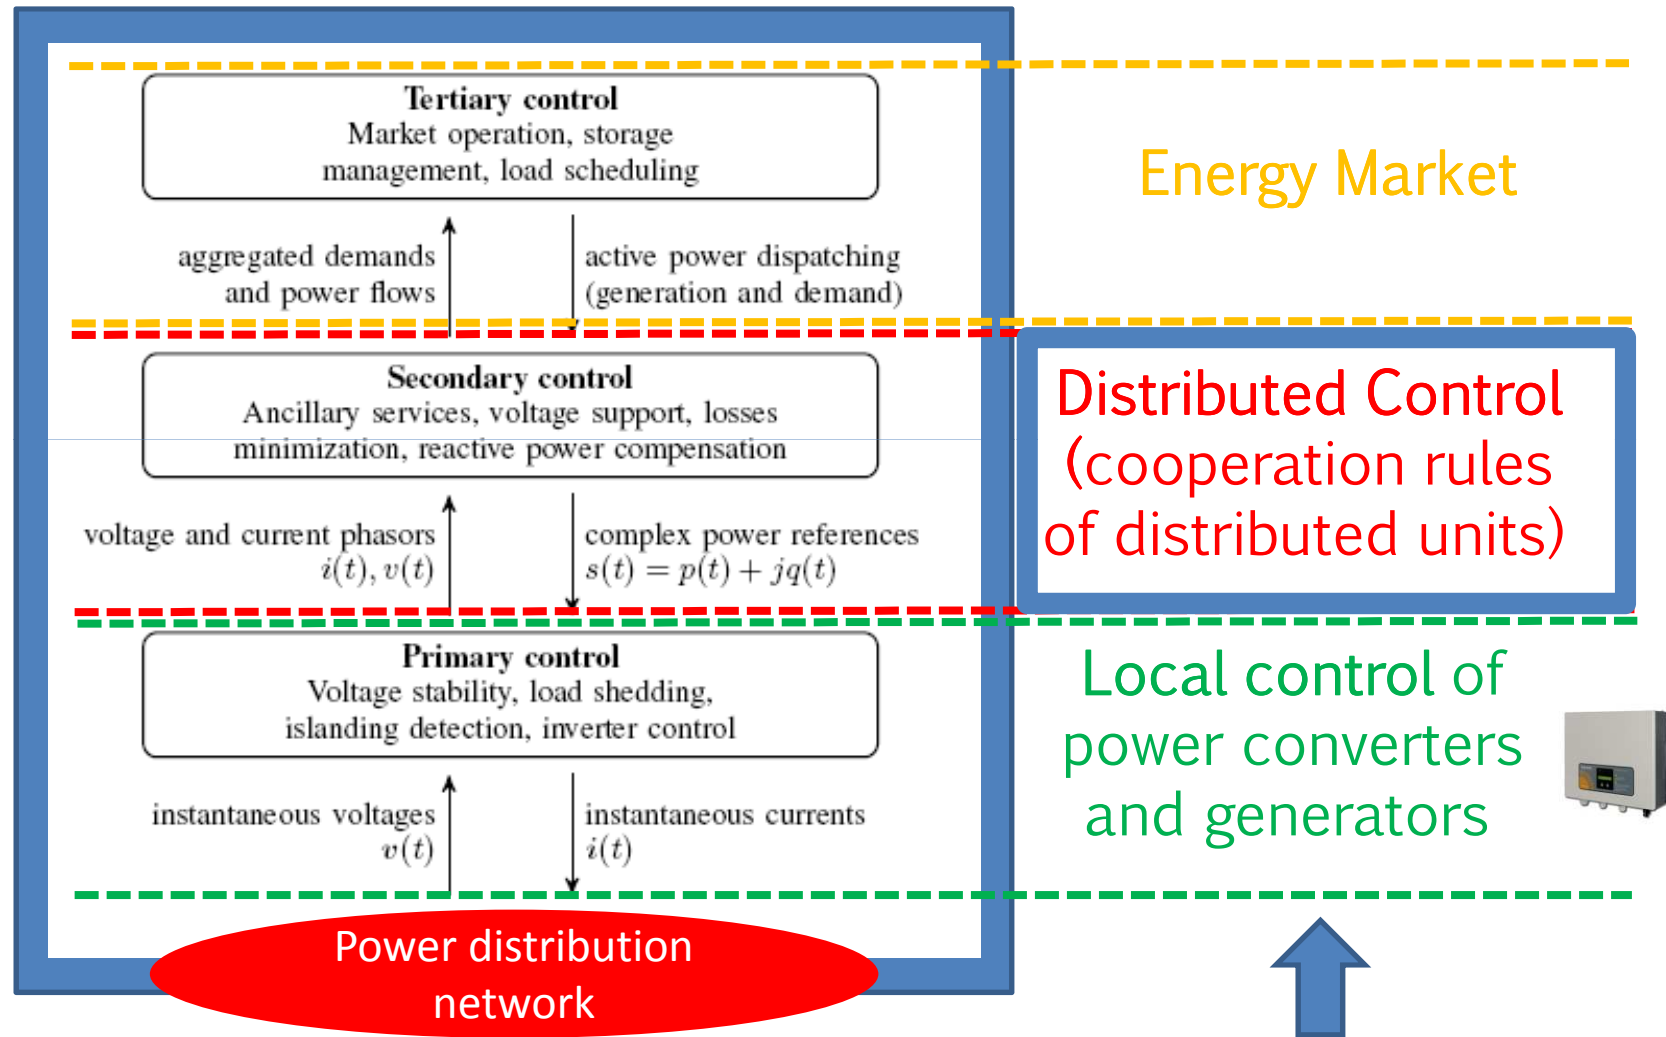 Tertiary control
Market operation, storage
management, load scheduling
Energy Market
aggregated demands
and power flows
active power dispatching
(generation and demand)
Secondary control
Ancillary services, voltage support, losses
minimization, reactive power compensation
Distributed Control
(cooperation rules
of distributed units)
voltage and current phasors
i(t), v(t)
complex power references
s(t) = p(t) + jq(t)
Primary control
Voltage stability, load shedding,
islanding detection, inverter control
Local control of
power converters
and generators
instantaneous voltages
v(t)
instantaneous currents
i(t)
Power distribution
network